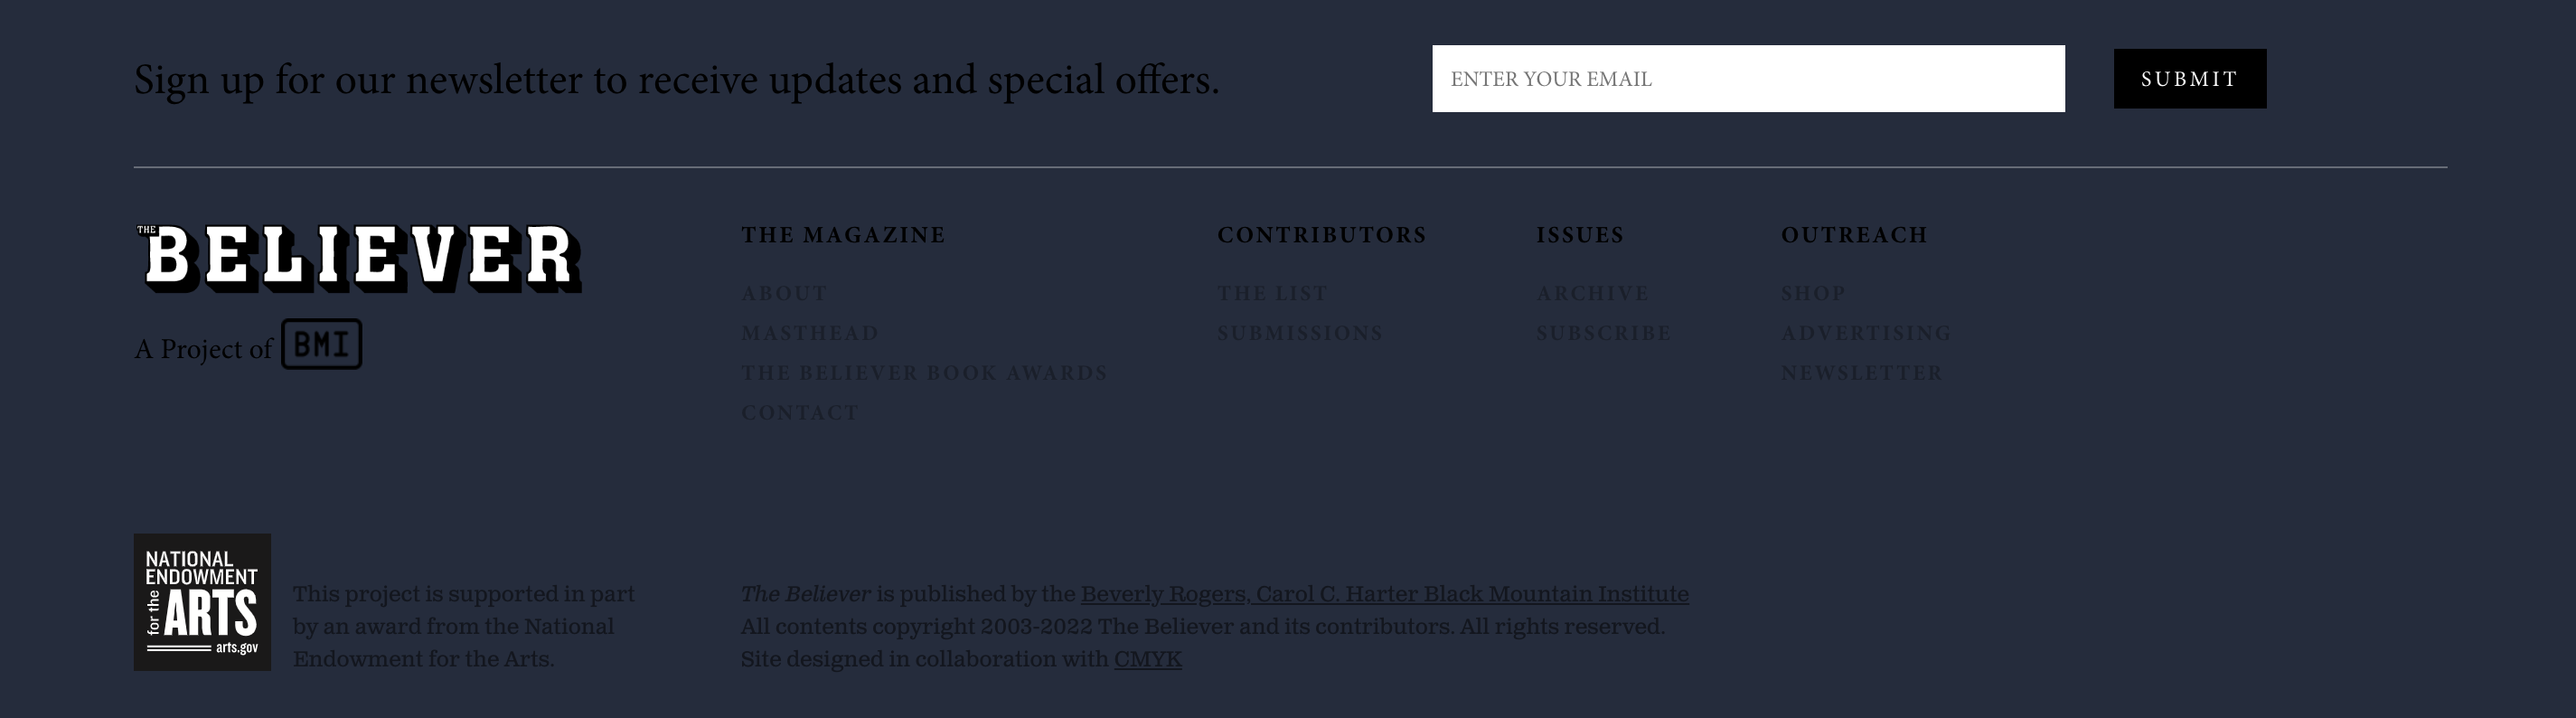 Sign up for our newsletter to receive updates and special offers.
ENTER YOUR EMAIL
SUBMIT
THE BELIEVER
A Project of BMI
THE MAGAZINE
ABOUT
MASTHEAD
THE BELIEVER BOOK AWARDS
CONTACT
CONTRIBUTORS
THE LIST
SUBMISSIONS
ISSUES
ARCHIVE
SUBSCRIBE
OUTREACH
SHOP
ADVERTISING
NEWSLETTER
NATIONAL
ENDOWMENT
for the ARTS
arts.gov
This project is supported in part
by an award from the National
Endowment for the Arts.
The Believer is published by the Beverly Rogers, Carol C. Harter Black Mountain Institute
All contents copyright 2003-2022 The Believer and its contributors. All rights reserved.
Site designed in collaboration with CMYK